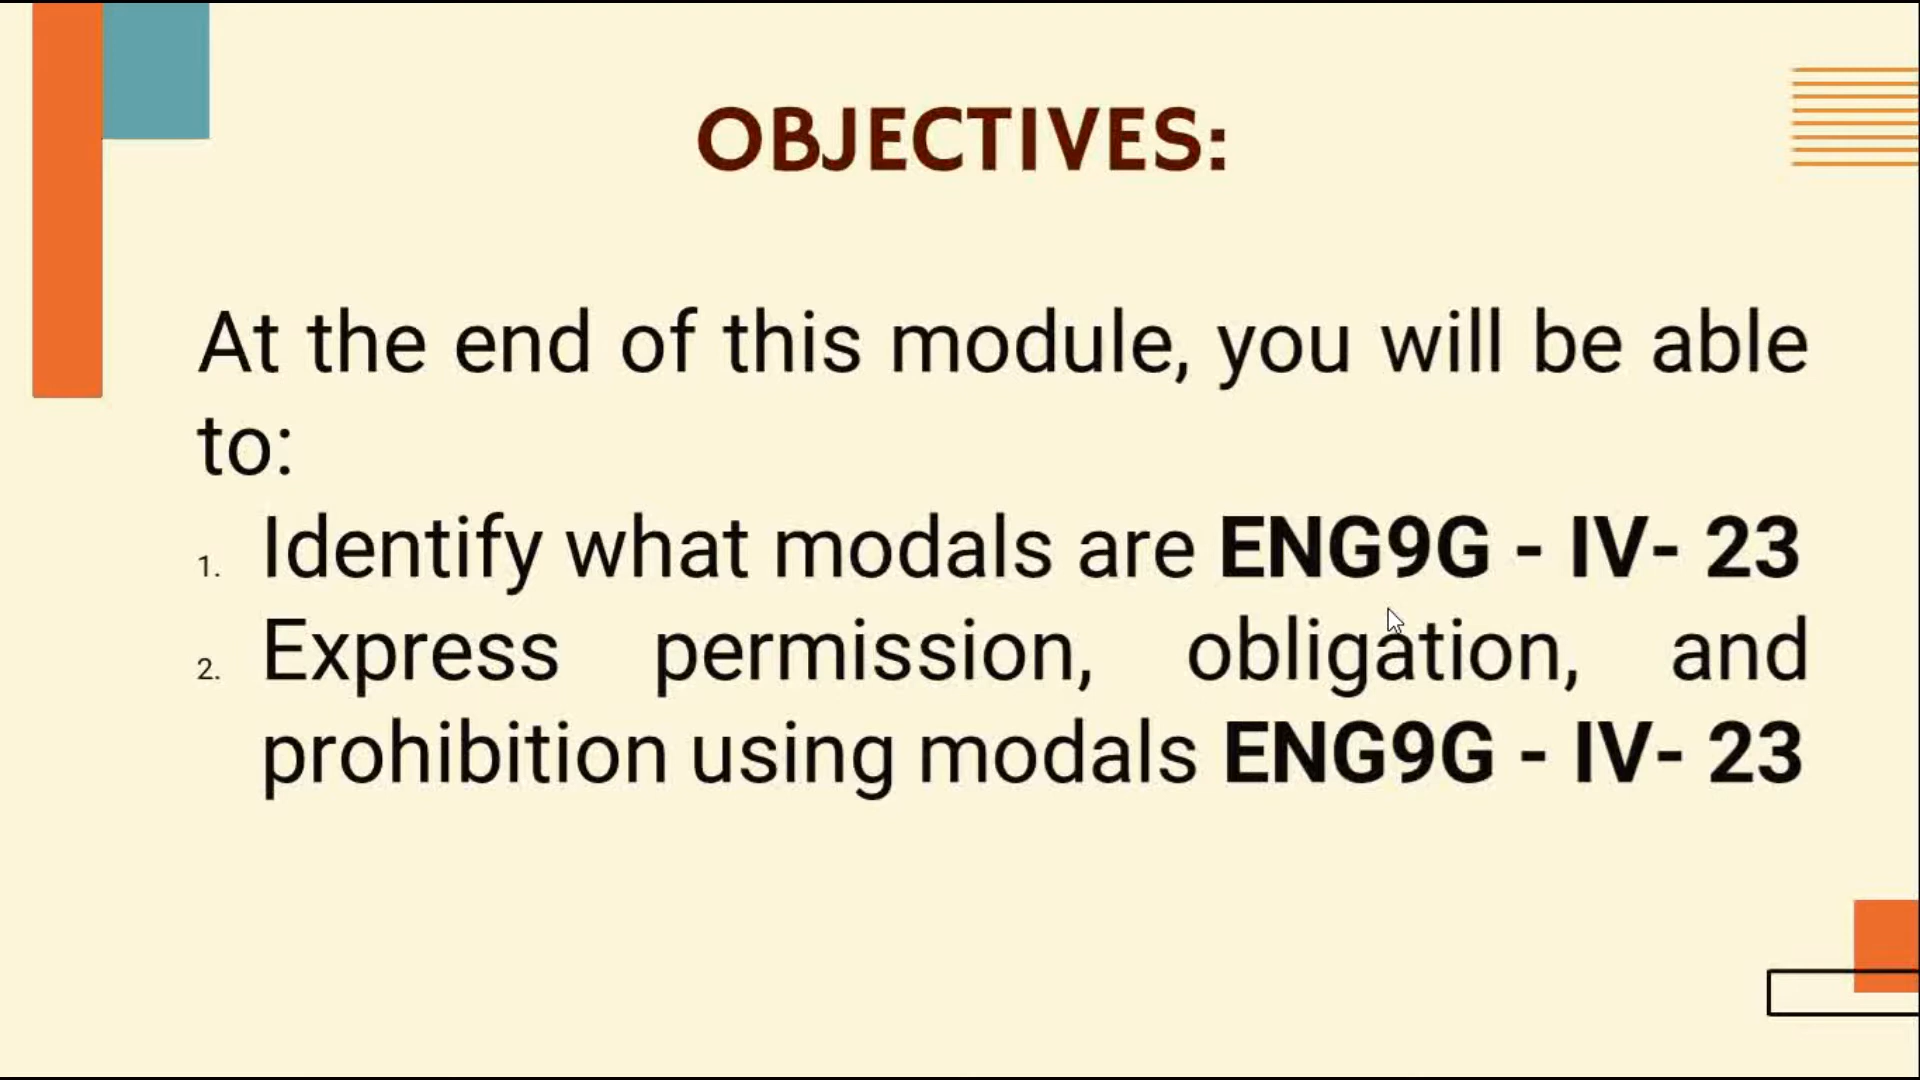 OBJECTIVES:
At the end of this module, you will be able
to:
1. Identify what modals are ENG9G - IV- 23
2. Express permission, obligation, and
prohibition using modals ENG9G - IV- 23